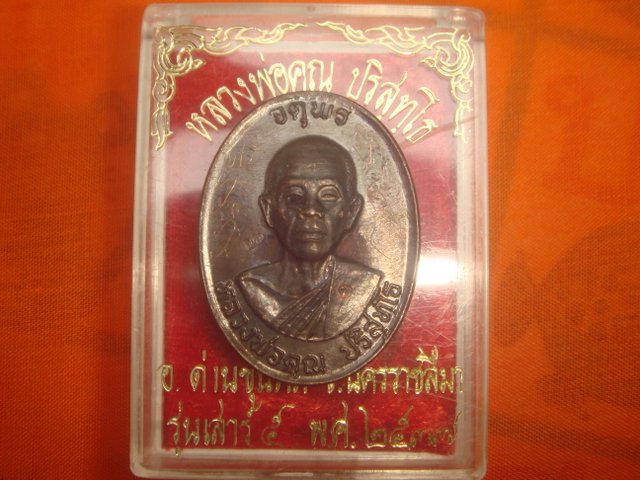 หลวงพ่อคูณ ปริสุทฺโธ
จตุพร
หลวงพ่อคูณ ปริสุทฺโธ
อ. ด่านขุนทด จ.นครราชสีมา
รุ่นเสาร์ ๕ พ.ศ. ๒๕๓๗